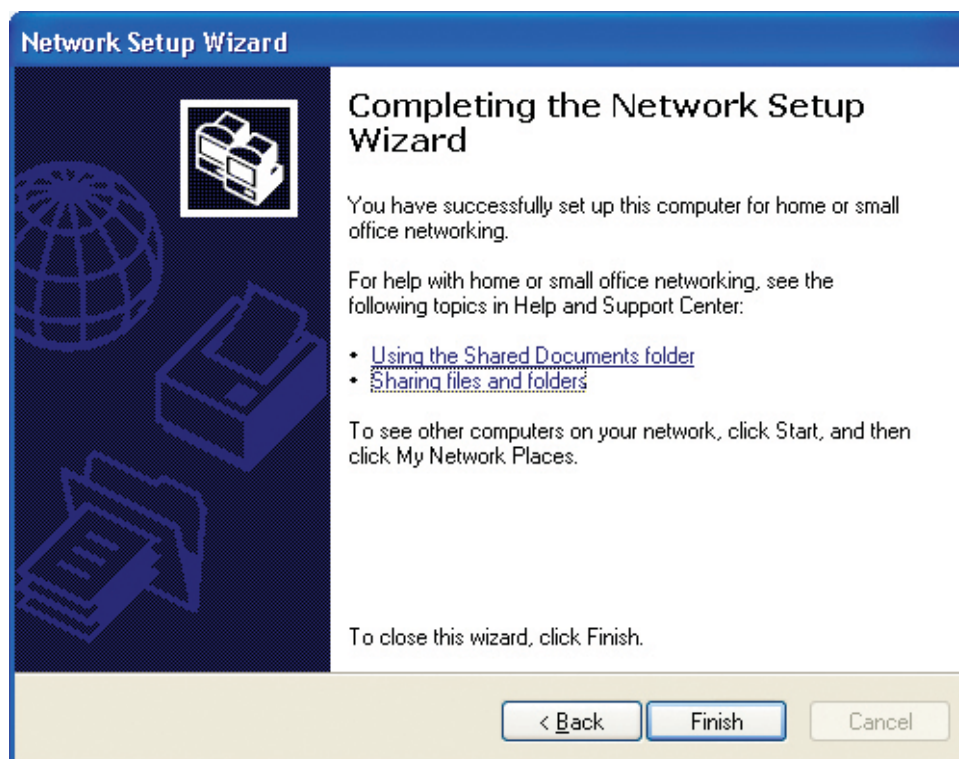 Network Setup Wizard
Completing the Network Setup
Wizard
You have successfully set up this computer for home or small
office networking.
For help with home or small office networking, see the
following topics in Help and Support Center:
• Using the Shared Documents folder
• Sharing files and folders
To see other computers on your network, click Start, and then
click My Network Places.
To close this wizard, click Finish.
< Back Finish Cancel